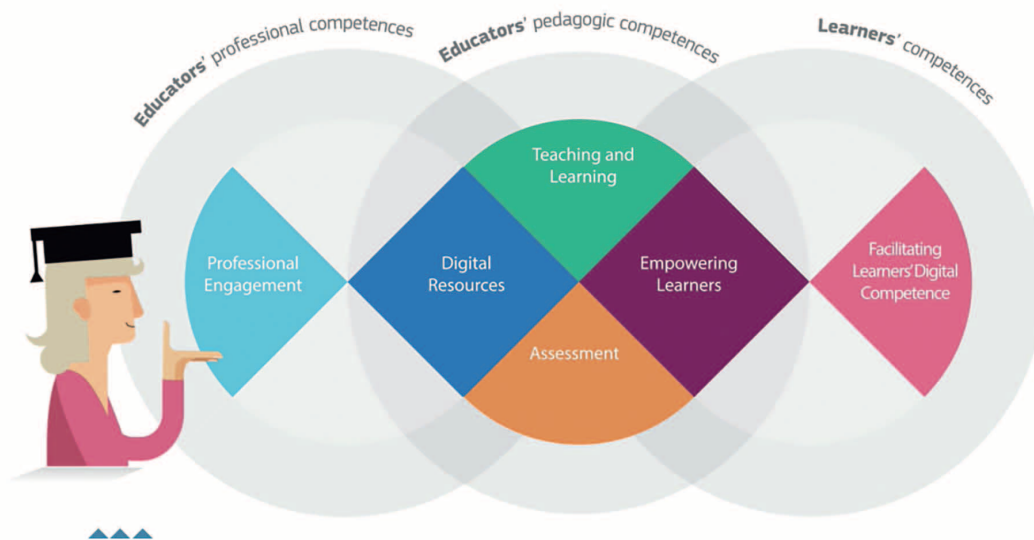 Educators' professional competences
Educators' pedagogic competences
Learners' competences
Teaching and
Learning
Professional
Engagement
Digital
Resources
Empowering
Learners
Facilitating
Learners' Digital
Competence
Assessment